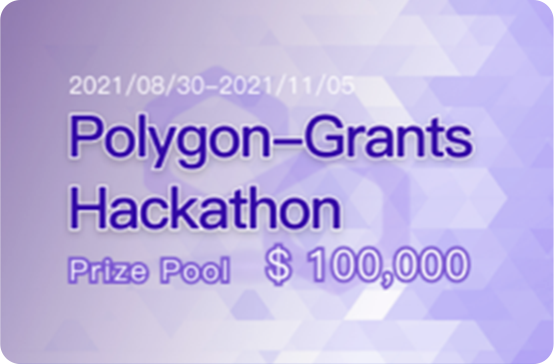 2021/08/30–2021/11/05
Polygon–Grants
Hackathon
Prize Pool $ 100,000